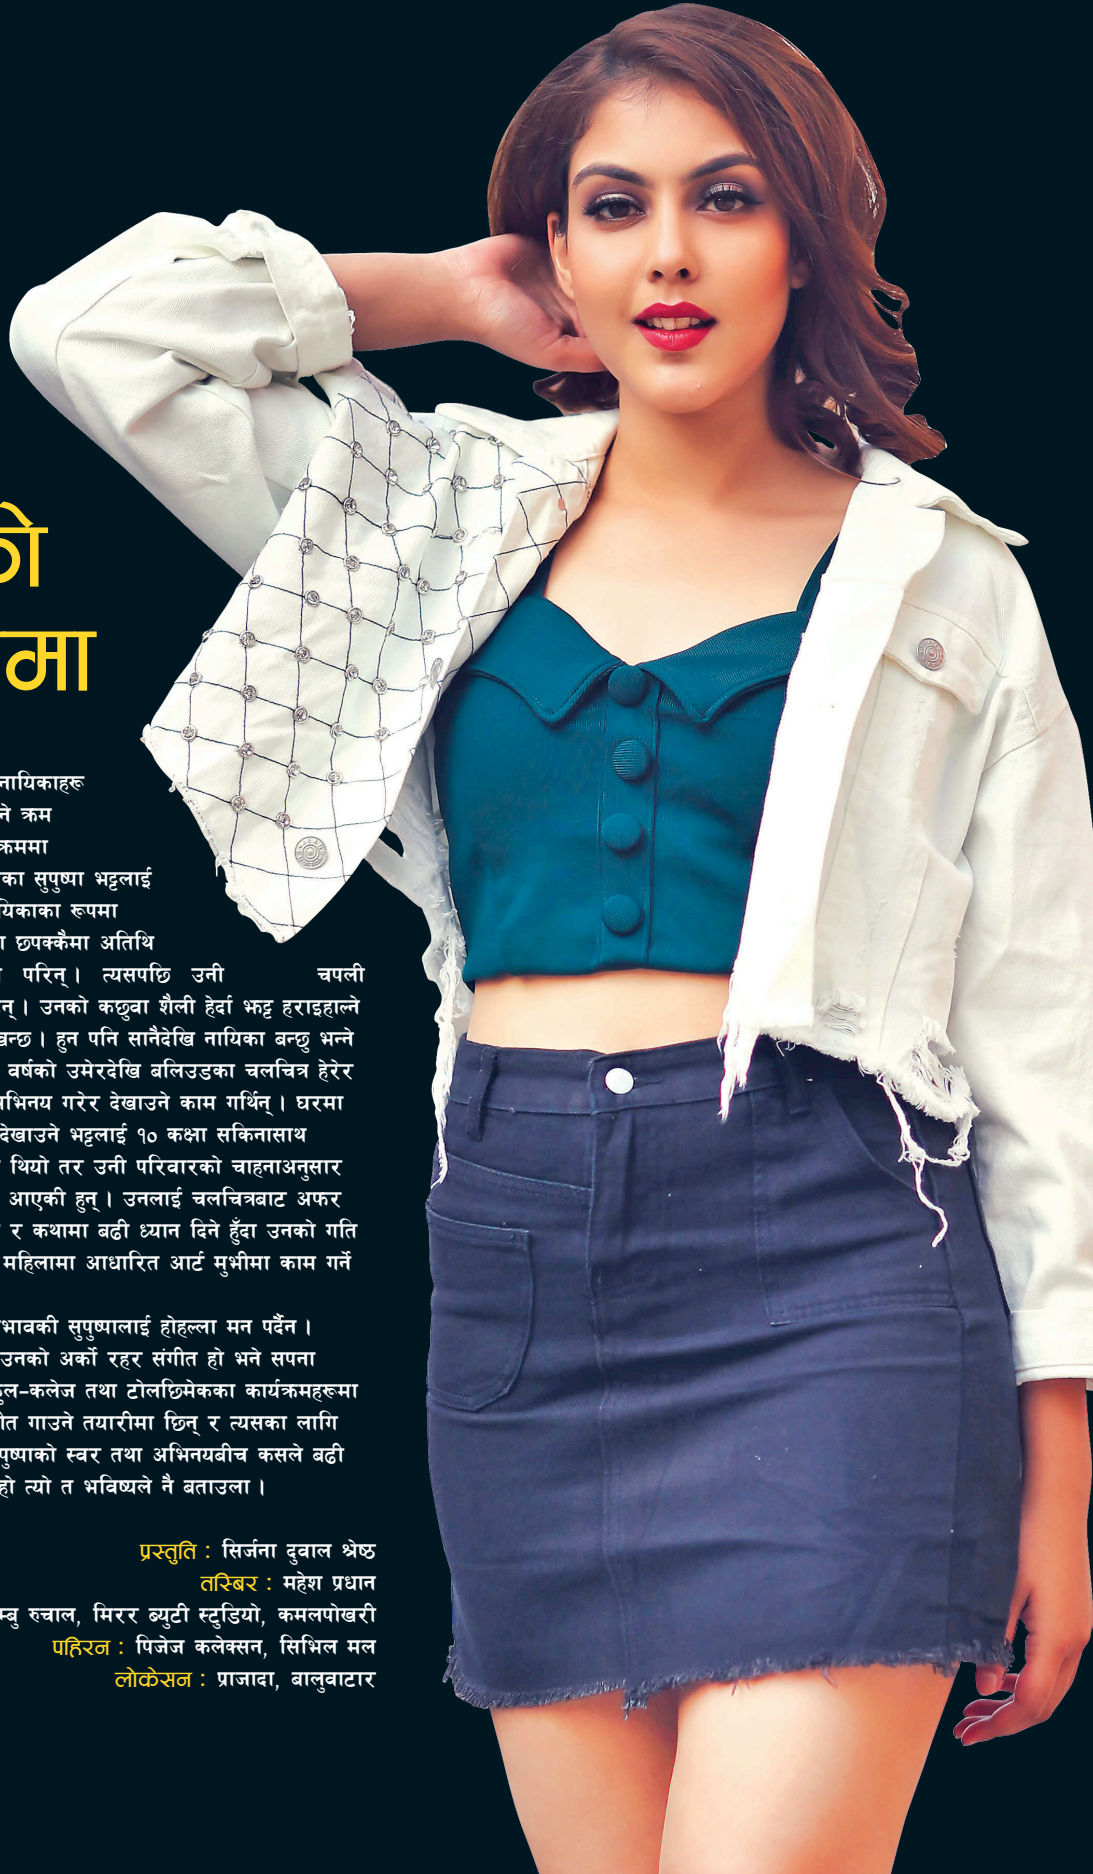 को
मा
नायिकाहरू
ने क्रम
क्रममा
का सुपुष्पा भट्टलाई
यिकाका रूपमा
छपक्कैमा अतिथि
परिन्। त्यसपछि उनी चपली
न्। उनको कछुवा शैली हेर्दा झट्ट हराइहाल्ने
खन्छ। हुन पनि सानैदेखि नायिका बन्छु भन्ने
वर्षको उमेरदेखि बलिउडका चलचित्र हेरेर
भिनय गरेर देखाउने काम गर्थिन्। घरमा
देखाउने भट्टलाई १० कक्षा सकिनासाथ
थियो तर उनी परिवारको चाहनाअनुसार
आएकी हुन्। उनलाई चलचित्रबाट अफर
र कथामा बढी ध्यान दिने हुँदा उनको गति
महिलामा आधारित आर्ट मुभीमा काम गर्ने
भावकी सुपुष्पालाई होहल्ला मन पर्दैन।
उनको अर्को रहर संगीत हो भने सपना
ल-कलेज तथा टोलछिमेकका कार्यक्रमहरूमा
ीत गाउने तयारीमा छिन् र त्यसका लागि
पुष्पाको स्वर तथा अभिनयबीच कसले बढी
हो त्यो त भविष्यले नै बताउला।
प्रस्तुति : सिर्जना दुवाल श्रेष्ठ
तस्बिर : महेश प्रधान
म्बु रुचाल, मिरर ब्युटी स्टुडियो, कमलपोखरी
पहिरन : पिजेज कलेक्सन, सिभिल मल
लोकेसन : प्राजादा, बालुवाटार